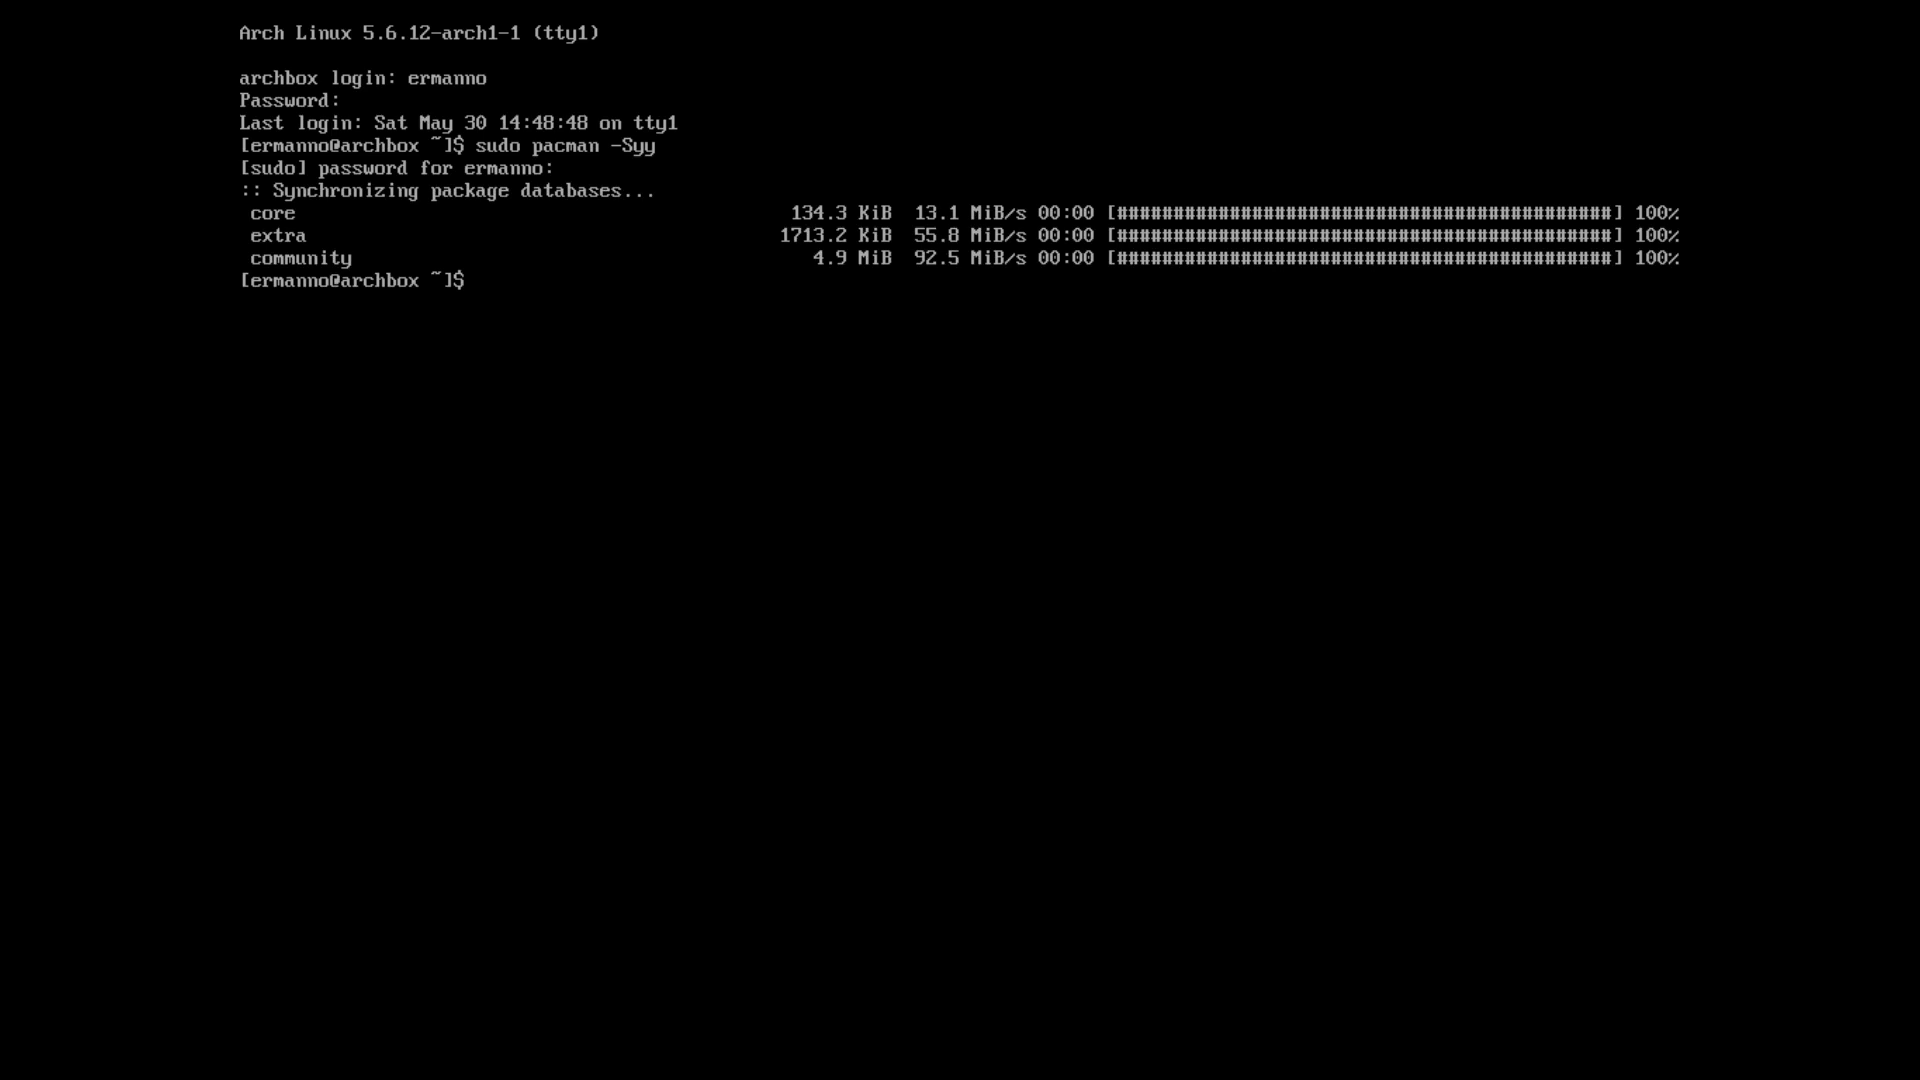 Arch Linux 5.6.12-arch1-1 (tty1)
archbox login: ermanno
Password:
Last login: Sat May 30 14:48:48 on tty1
[ermanno@archbox ~]$ sudo pacman -Syy
[sudo] password for ermanno:
:: Synchronizing package databases...
core 134.3 KiB 13.1 MiB/s 00:00 [############################################] 100%
extra 1713.2 KiB 55.8 MiB/s 00:00 [############################################] 100%
community 4.9 MiB 92.5 MiB/s 00:00 [############################################] 100%
[ermanno@archbox ~]$